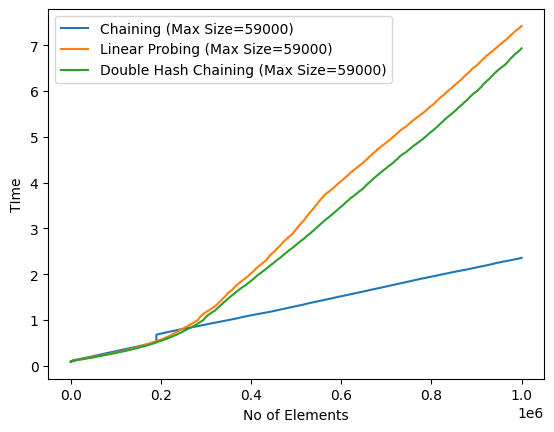 Chaining (Max Size=59000)
Linear Probing (Max Size=59000)
Double Hash Chaining (Max Size=59000)
7
6
5
4
3
2
1
0
TIme
0.0 0.2 0.4 0.6 0.8 1.0
1e6
No of Elements